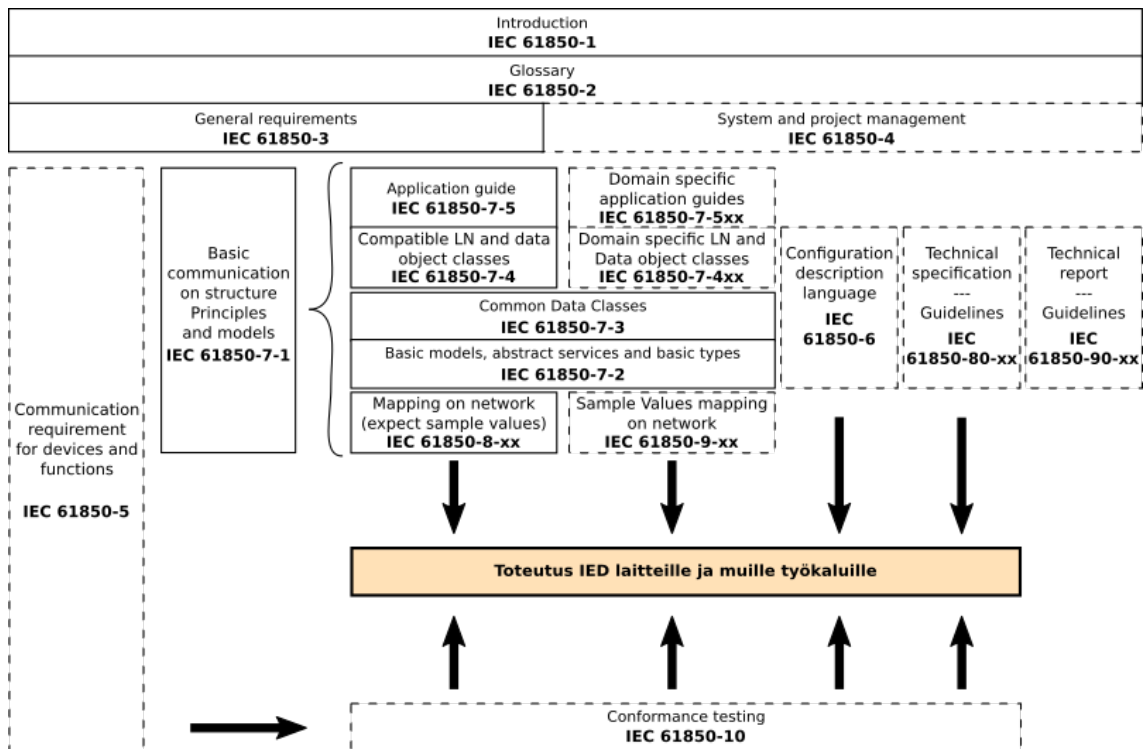 Introduction
IEC 61850-1
Glossary
IEC 61850-2
General requirements
IEC 61850-3
System and project management
IEC 61850-4
Communication
requirement
for devices and
functions
IEC 61850-5
Basic
communication
on structure
Principles
and models
IEC 61850-7-1
Application guide
IEC 61850-7-5
Domain specific
application guides
IEC 61850-7-5xx
Compatible LN and data
object classes
IEC 61850-7-4
Domain specific LN and
Data object classes
IEC 61850-7-4xx
Common Data Classes
IEC 61850-7-3
Basic models, abstract services and basic types
IEC 61850-7-2
Mapping on network
(expect sample values)
IEC 61850-8-xx
Sample Values mapping
on network
IEC 61850-9-xx
Configuration
description
language
IEC
61850-6
Technical
specification
---
Guidelines
IEC
61850-80-xx
Technical
report
---
Guidelines
IEC
61850-90-xx
Toteutus IED laitteille ja muille työkaluille
Conformance testing
IEC 61850-10